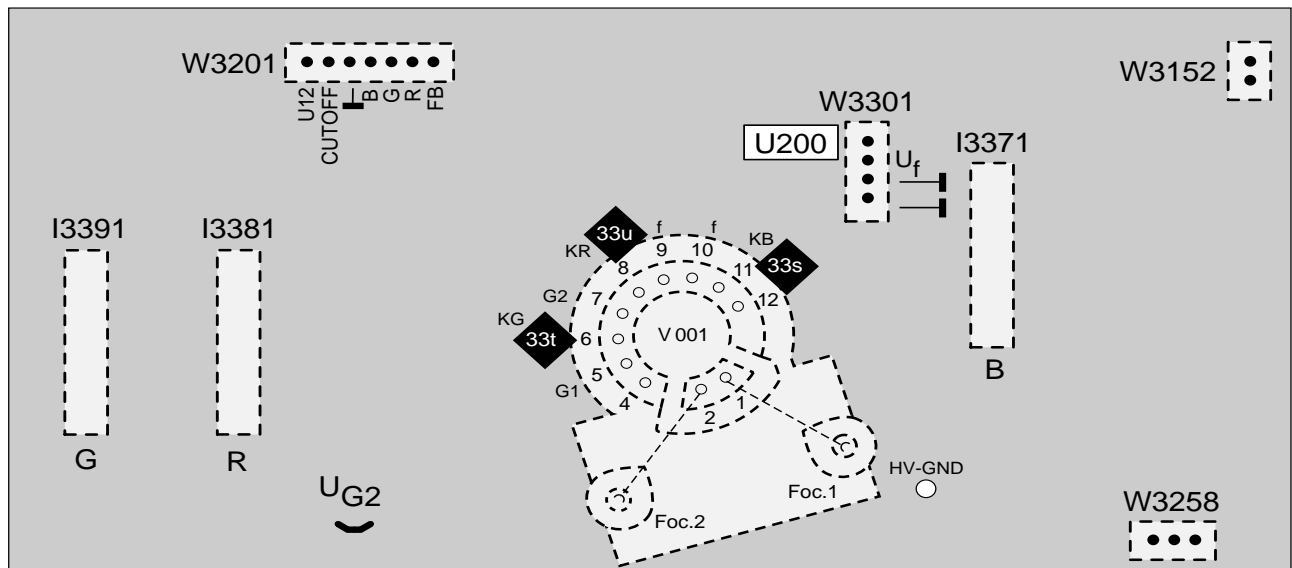 W3201
U12
CUTOFF
B
G
R
FB
W3152
W3301
U200
Uf
I3371
I3391
I3381
33u
f
f
KR
KB
9
10
33s
8
11
G2
7
12
KG
33t
6
V 001
5
G1
4
1
2
B
G
R
UG2
HV-GND
Foc.1
Foc.2
W3258